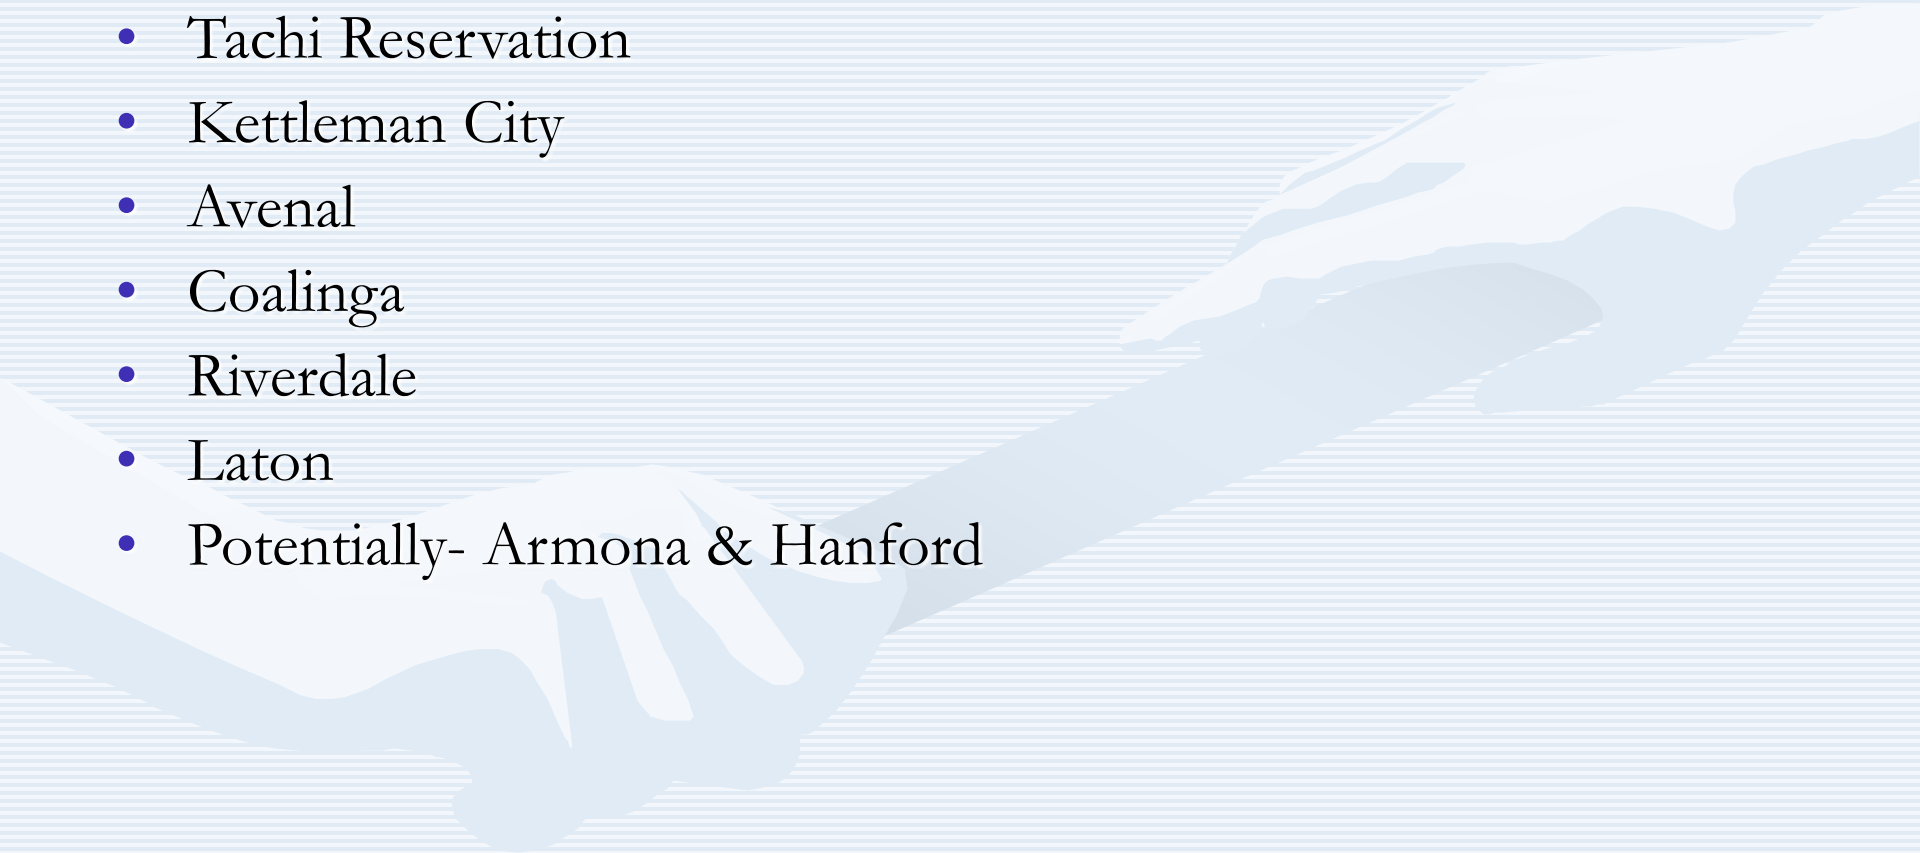 • Tachi Reservation
• Kettleman City
• Avenal
• Coalinga
• Riverdale
• Laton
• Potentially- Armona & Hanford